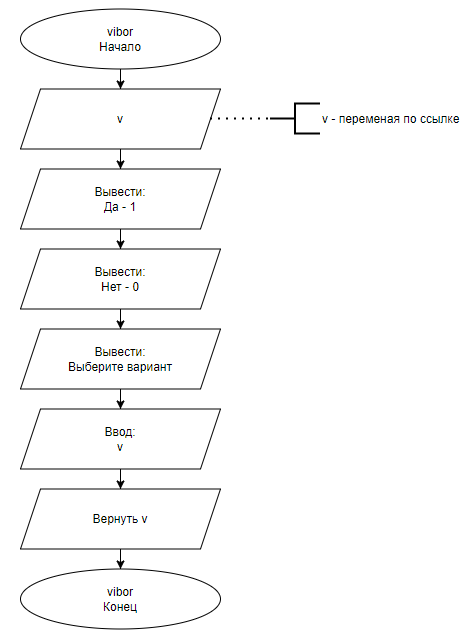 vibor
Начало
v
v - переменая по ссылке
Вывести:
Да - 1
Вывести:
Нет - 0
Вывести:
Выберите вариант
Ввод:
v
Вернуть v
vibor
Конец